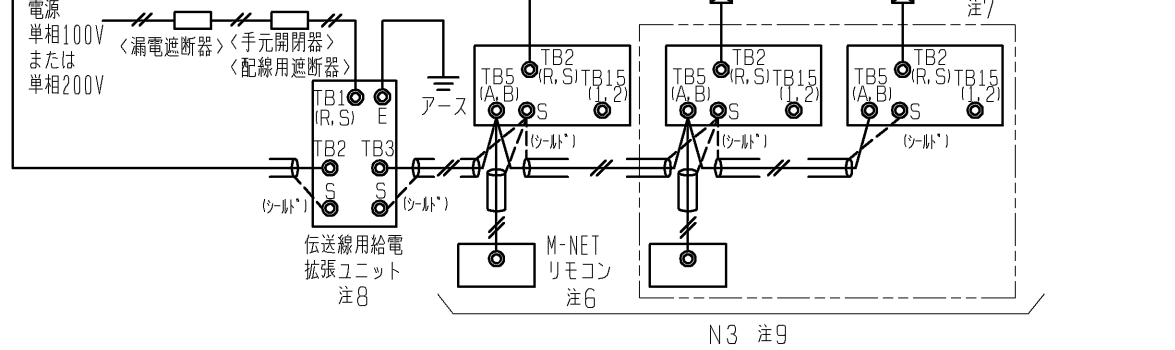 電源
単相100V
または
単相200V
〈漏電遮断器〉
〈手元開閉器〉
〈配線用遮断器〉
アース
注7
TB1
(R,S)
E
TB2
TB3
S
S
(シールド)
(シールド)
伝送線用給電
拡張ユニット
注8
TB2
(R,S)
TB5
(A,B)
TB15
(1,2)
S
(シールド)
TB2
(R,S)
TB5
(A,B)
TB15
(1,2)
S
(シールド)
TB2
(R,S)
TB5
(A,B)
TB15
(1,2)
S
(シールド)
M-NET
リモコン
注6
N3 注9